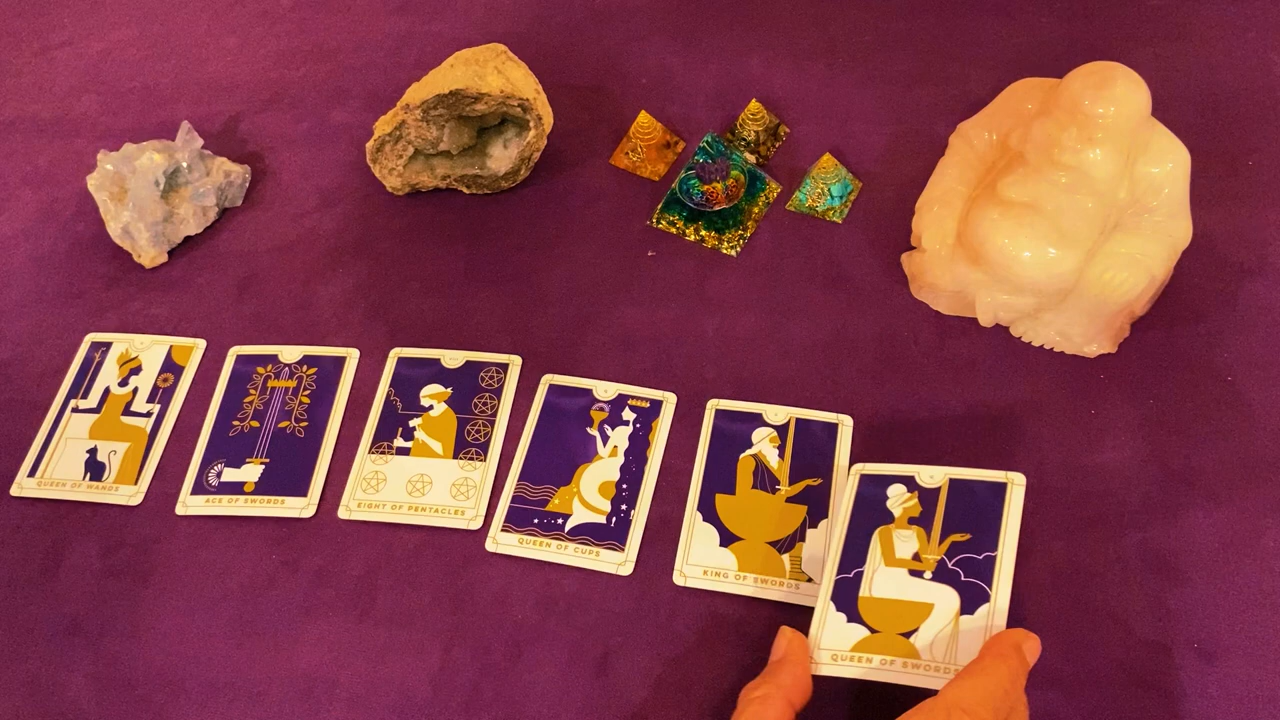 QUEEN OF WANDS
ACE OF SWORDS
EIGHT OF PENTACLES
QUEEN OF CUPS
KING OF SWORDS
QUEEN OF SWORDS